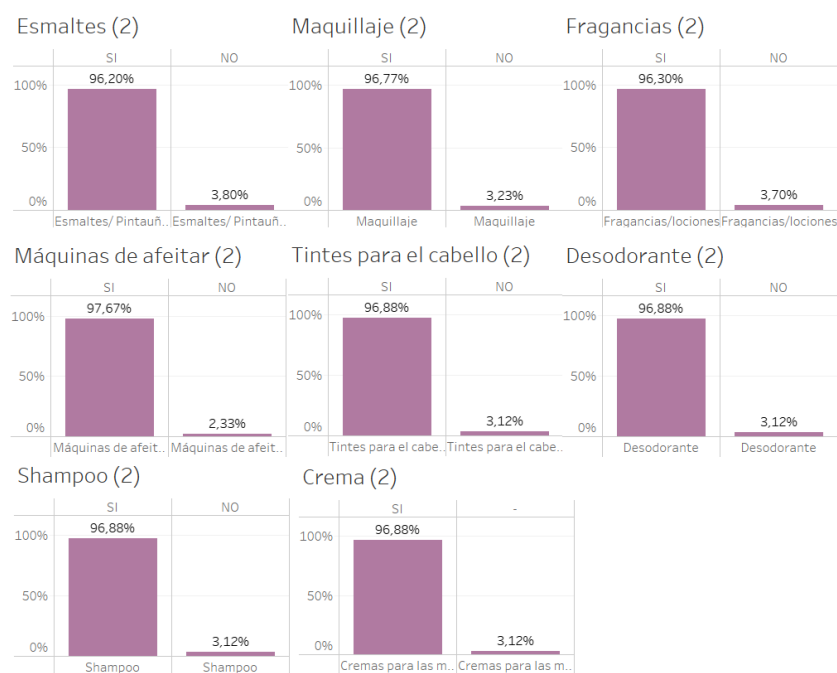 Esmaltes (2)
SI NO
96,20%
100%
50%
3,80%
0%
Esmaltes/ Pintauñ.. Esmaltes/ Pintauñ..
Maquillaje (2)
SI NO
96,77%
100%
50%
3,23%
0%
Maquillaje Maquillaje
Fragancias (2)
SI NO
96,30%
100%
50%
3,70%
0%
Fragancias/lociones Fragancias/lociones
Máquinas de afeitar (2)
SI NO
97,67%
100%
50%
2,33%
0%
Máquinas de afeit.. Máquinas de afeit..
Tintes para el cabello (2)
SI NO
96,88%
100%
50%
3,12%
0%
Tintes para el cabe.. Tintes para el cabe..
Desodorante (2)
SI NO
96,88%
100%
50%
3,12%
0%
Desodorante Desodorante
Shampoo (2)
SI NO
96,88%
100%
50%
3,12%
0%
Shampoo Shampoo
Crema (2)
SI -
96,88%
100%
50%
3,12%
0%
Cremas para las m.. Cremas para las m..